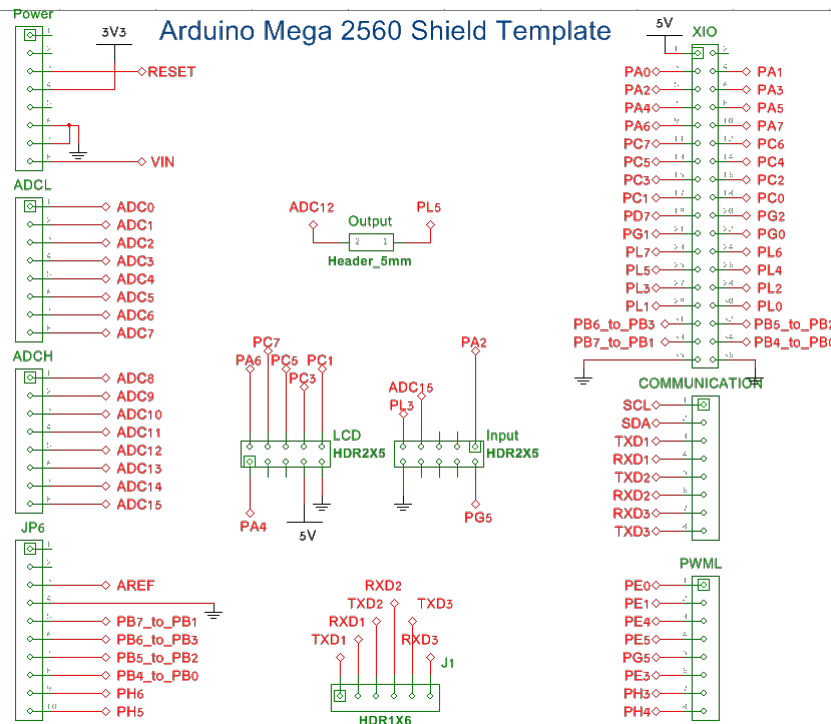 Power
Arduino Mega 2560 Shield Template
3V3
RESET
VIN
ADCL
ADC0
ADC1
ADC2
ADC3
ADC4
ADC5
ADC6
ADC7
ADCH
ADC8
ADC9
ADC10
ADC11
ADC12
ADC13
ADC14
ADC15
JP6
AREF
PB7_to_PB1
PB6_to_PB3
PB5_to_PB2
PB4_to_PB0
PH6
PH5
ADC12 PL5
Output
2 1
Header_5mm
PC7
PA6 PC5 PC1
PC3
LCD
HDR2X5
PA4
5V
PA2
ADC15
PL3
Input
HDR2X5
PG5
RXD2
TXD2 TXD3
RXD1
TXD1 RXD3
J1
HDR1X6
5V
XIO
PA0 PA1
PA2 PA3
PA4 PA5
PA6 PA7
PC7 PC6
PC5 PC4
PC3 PC2
PC1 PC0
PD7 PG2
PG1 PG0
PL7 PL6
PL5 PL4
PL3 PL2
PL1 PL0
PB6_to_PB3 PB5_to_PB2
PB7_to_PB1 PB4_to_PB0
COMMUNICATION
SCL
SDA
TXD1
RXD1
TXD2
RXD2
RXD3
TXD3
PWML
PE0
PE1
PE4
PE5
PG5
PE3
PH3
PH4